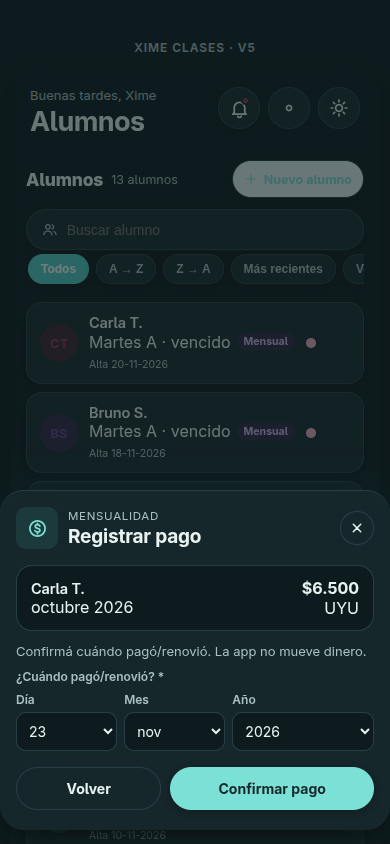 XIME CLASES · V5
Buenas tardes, Xime
Alumnos
Alumnos 13 alumnos
+ Nuevo alumno
Buscar alumno
Todos A → Z Z → A Más recientes V
CT
Carla T.
Martes A · vencido Mensual
Alta 20-11-2026
BS
Bruno S.
Martes A · vencido Mensual
Alta 18-11-2026
MENSUALIDAD
Registrar pago
Carla T. $6.500
octubre 2026 UYU
Confirmá cuándo pagó/renovió. La app no mueve dinero.
¿Cuándo pagó/renovió? *
Día Mes Año
23 nov 2026
Volver Confirmar pago
Alta 10-11-2026